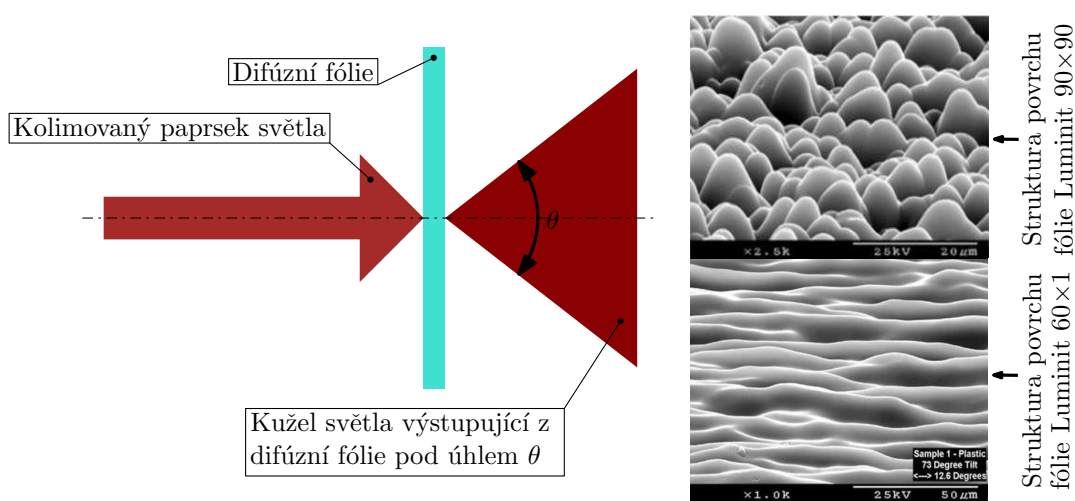 Difúzní fólie
Kolimovaný paprsek světla
θ
Kužel světla výstupující z
difúzní fólie pod úhlem θ
×2.5k 25kV 20µm
Struktura povrchu
fólie Luminit 90×90
Sample 1 - Plastic
73 Degree Tilt
<---> 12.6 Degrees
×1.0k 25kV 50µm
Struktura povrchu
fólie Luminit 60×1